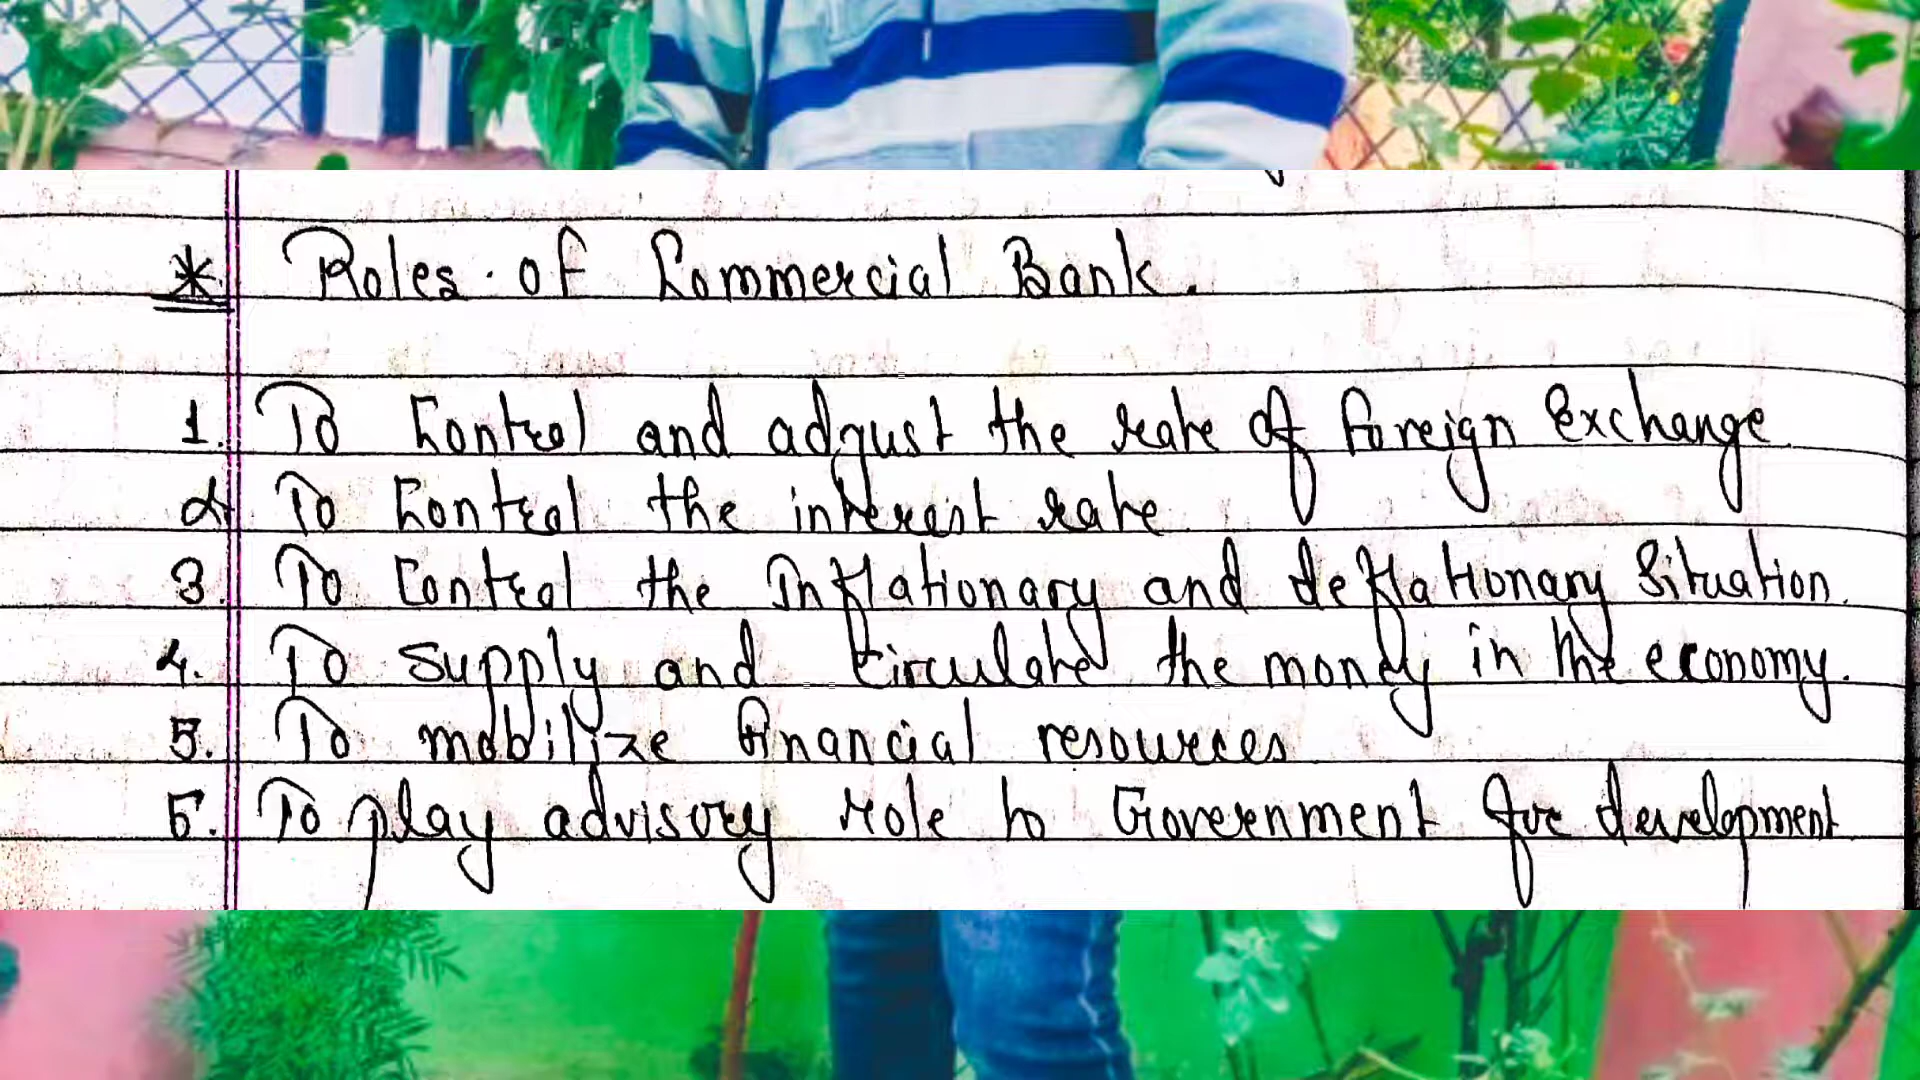 * Roles of Commercial Bank.
1. To Control and adjust the rate of foreign Exchange
2. To Control the interest rate
3. To Control the Inflationary and deflationary Situation.
4. To supply and circulate the money in the economy.
5. To mobilize financial resources
6. To play advisory role to Government for development